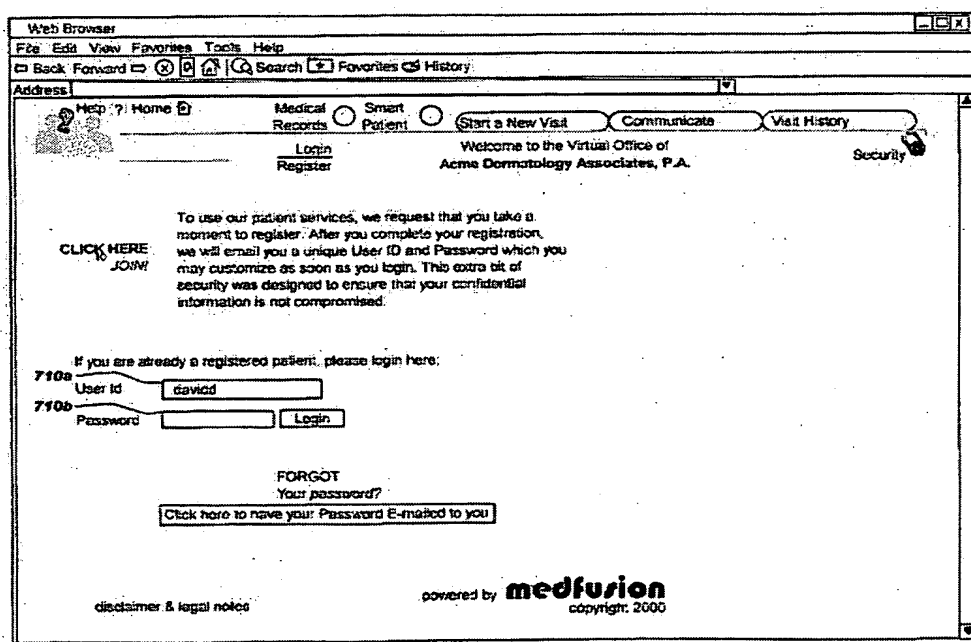 Web Browser
File Edit View Favorites Tools Help
Back Forward Search Favorites History
Address
Help ? Home Medical Records Smart Patient Start a New Visit Communicate Visit History
Login
Register
Welcome to the Virtual Office of
Acme Dermatology Associates, P.A.
Security
CLICK HERE
to
JOIN!
To use our patient services, we request that you take a
moment to register. After you complete your registration,
we will email you a unique User ID and Password which you
may customize as soon as you login. This extra bit of
security was designed to ensure that your confidential
information is not compromised.
If you are already a registered patient, please login here:
710a
User Id davidd
710b
Password Login
FORGOT
Your password?
Click here to have your Password E-mailed to you
disclaimer & legal notes
powered by medfusion
copyright 2000